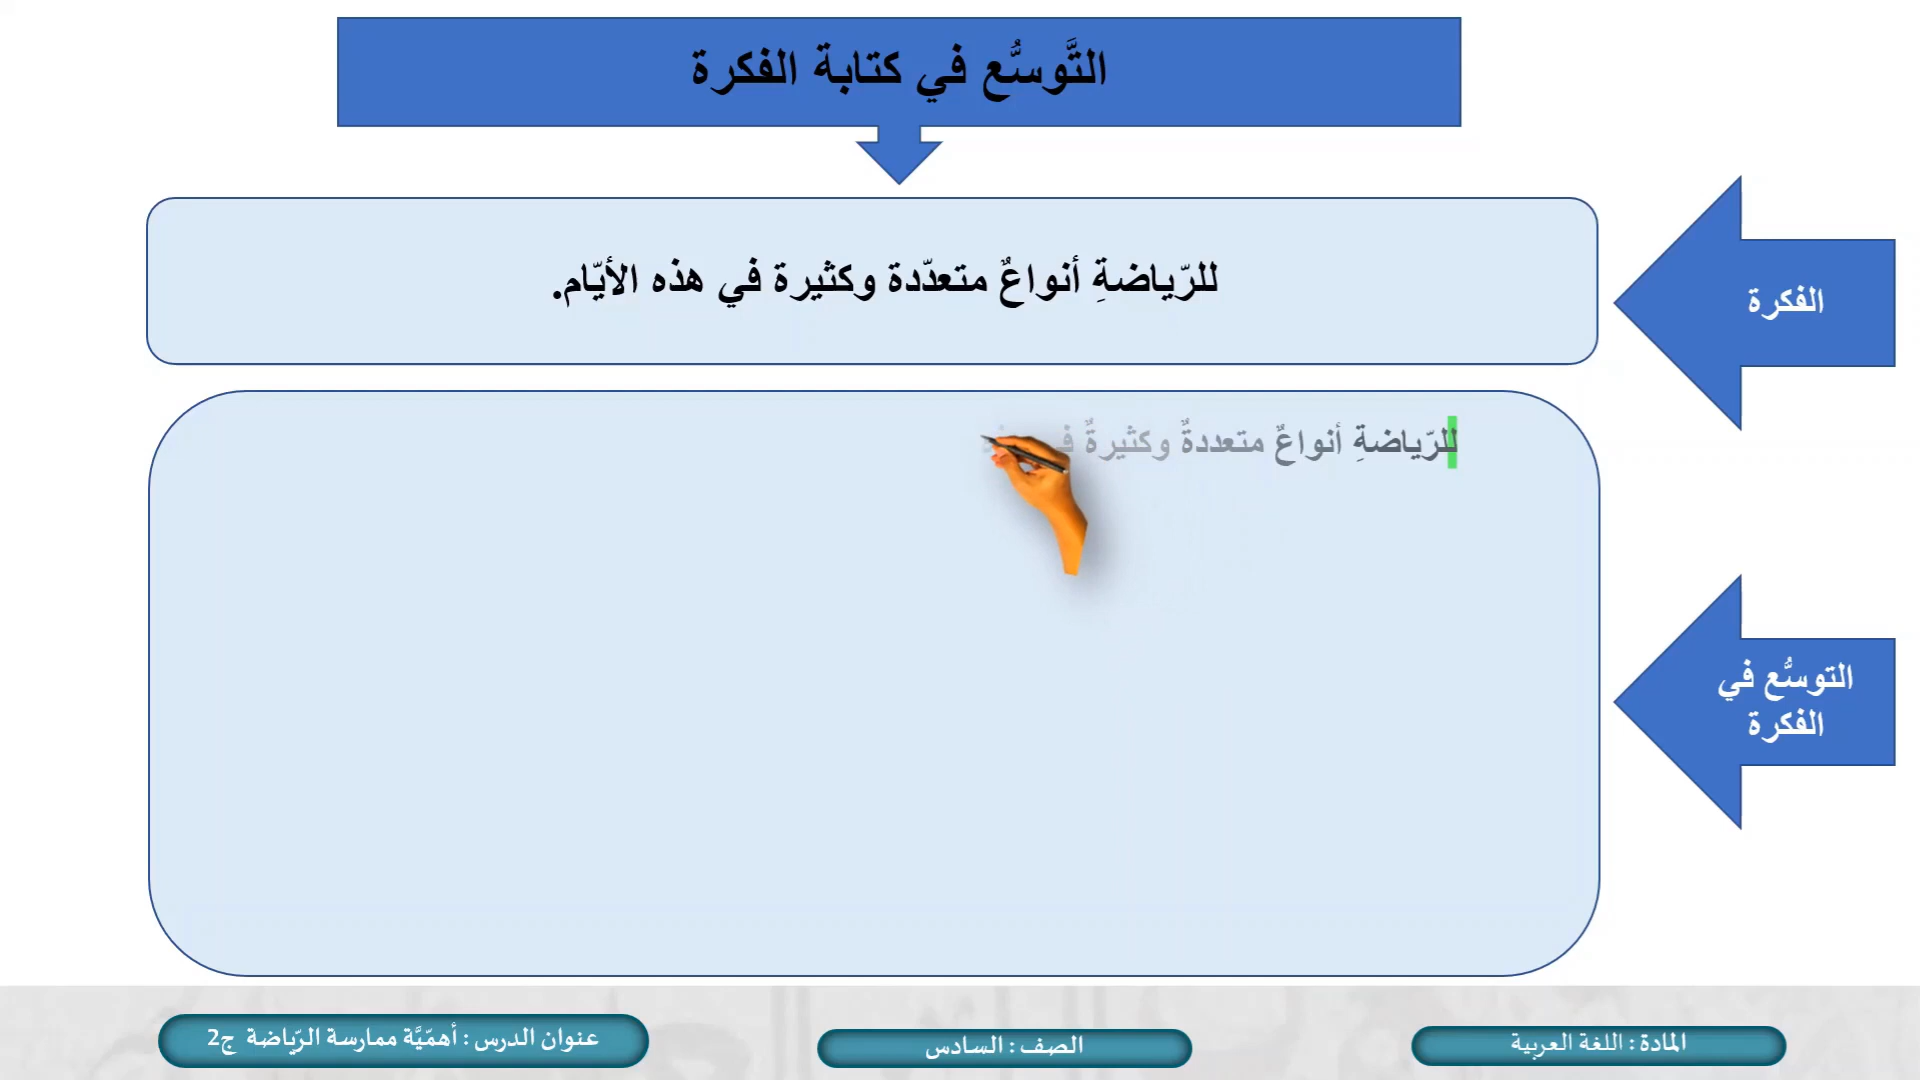 التَّوسُّع في كتابة الفكرة
للرّياضةِ أنواعٌ متعدّدة وكثيرة في هذه الأيّام.
الفكرة
للرّياضةِ أنواعٌ متعددةٌ وكثيرةٌ
التوسُّع في
الفكرة
المادة : اللغة العربية
الصف : السادس
عنوان الدرس : أهمّيَّة ممارسة الرّياضة ج2